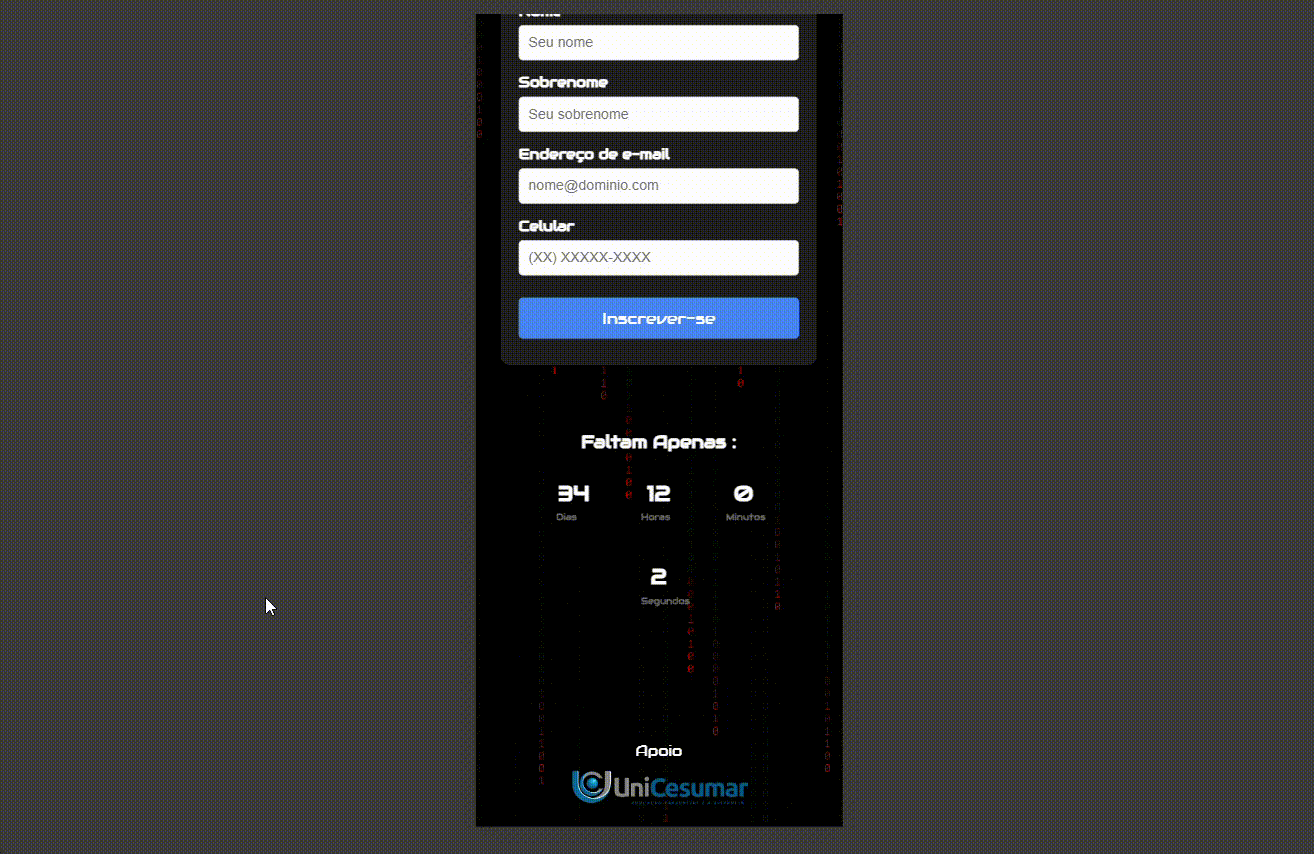 Nome
Seu nome
Sobrenome
Seu sobrenome
Endereço de e-mail
nome@dominio.com
Celular
(XX) XXXXX-XXXX
Inscrever-se
Faltam Apenas :
34 12 0
Dias Horas Minutos
2
Segundos
Apoio
UniCesumar